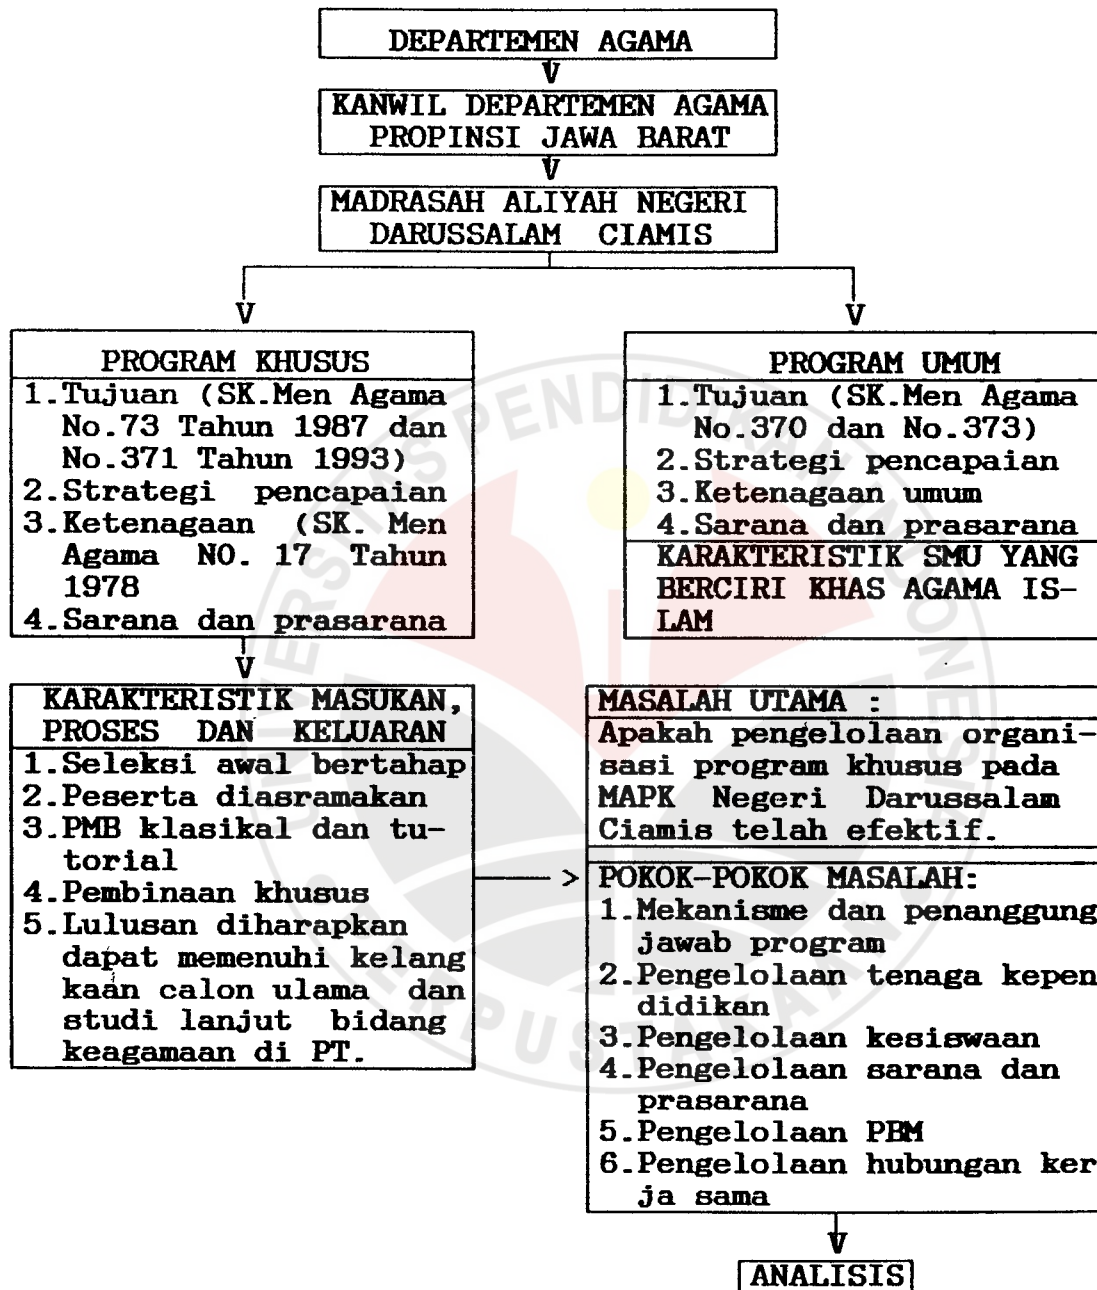 DEPARTEMEN AGAMA
V
KANWIL DEPARTEMEN AGAMA
PROPINSI JAWA BARAT
V
MADRASAH ALIYAH NEGERI
DARUSSALAM CIAMIS
V
V
PROGRAM KHUSUS
1.Tujuan (SK.Men Agama
No.73 Tahun 1987 dan
No.371 Tahun 1993)
2.Strategi pencapaian
3.Ketenagaan (SK. Men
Agama NO. 17 Tahun
1978
4.Sarana dan prasarana
V
PROGRAM UMUM
1.Tujuan (SK.Men Agama
No.370 dan No.373)
2.Strategi pencapaian
3.Ketenagaan umum
4.Sarana dan prasarana
KARAKTERISTIK SMU YANG
BERCIRI KHAS AGAMA IS-
LAM
KARAKTERISTIK MASUKAN,
PROSES DAN KELUARAN
1.Seleksi awal bertahap
2.Peserta diasramakan
3.PMB klasikal dan tu-
torial
4.Pembinaan khusus
5.Lulusan diharapkan
dapat memenuhi kelang
kaan calon ulama dan
studi lanjut bidang
keagamaan di PT.
>
MASALAH UTAMA :
Apakah pengelolaan organi-
sasi program khusus pada
MAPK Negeri Darussalam
Ciamis telah efektif.
POKOK-POKOK MASALAH:
1.Mekanisme dan penanggung
jawab program
2.Pengelolaan tenaga kepen
didikan
3.Pengelolaan kesiswaan
4.Pengelolaan sarana dan
prasarana
5.Pengelolaan PBM
6.Pengelolaan hubungan ker
ja sama
V
ANALISIS
UNIVERSITAS PENDIDIKAN INDONESIA
PERPUSTAKAAN